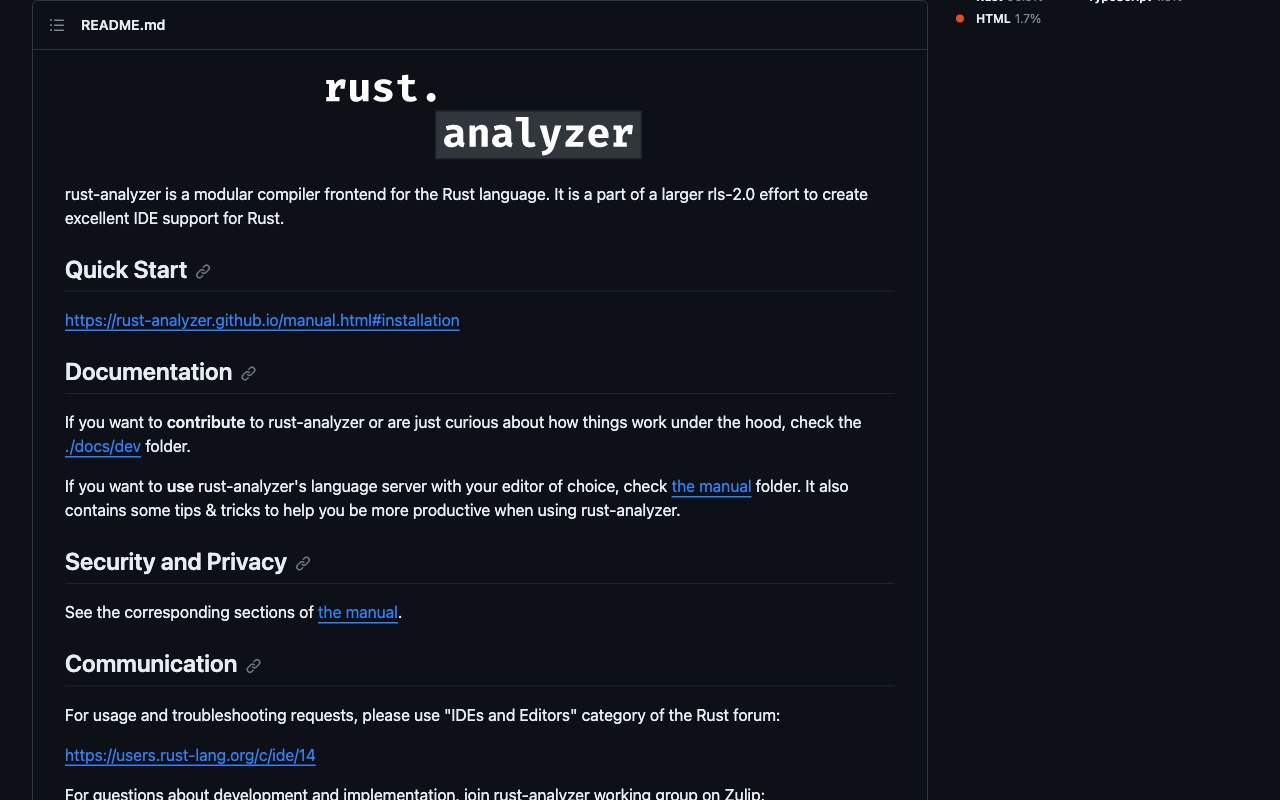 README.md
HTML 1.7%
rust.
analyzer
rust-analyzer is a modular compiler frontend for the Rust language. It is a part of a larger rls-2.0 effort to create
excellent IDE support for Rust.
Quick Start
https://rust-analyzer.github.io/manual.html#installation
Documentation
If you want to contribute to rust-analyzer or are just curious about how things work under the hood, check the
./docs/dev folder.
If you want to use rust-analyzer's language server with your editor of choice, check the manual folder. It also
contains some tips & tricks to help you be more productive when using rust-analyzer.
Security and Privacy
See the corresponding sections of the manual.
Communication
For usage and troubleshooting requests, please use "IDEs and Editors" category of the Rust forum:
https://users.rust-lang.org/c/ide/14
For questions about development and implementation, join rust-analyzer working group on Zulip: